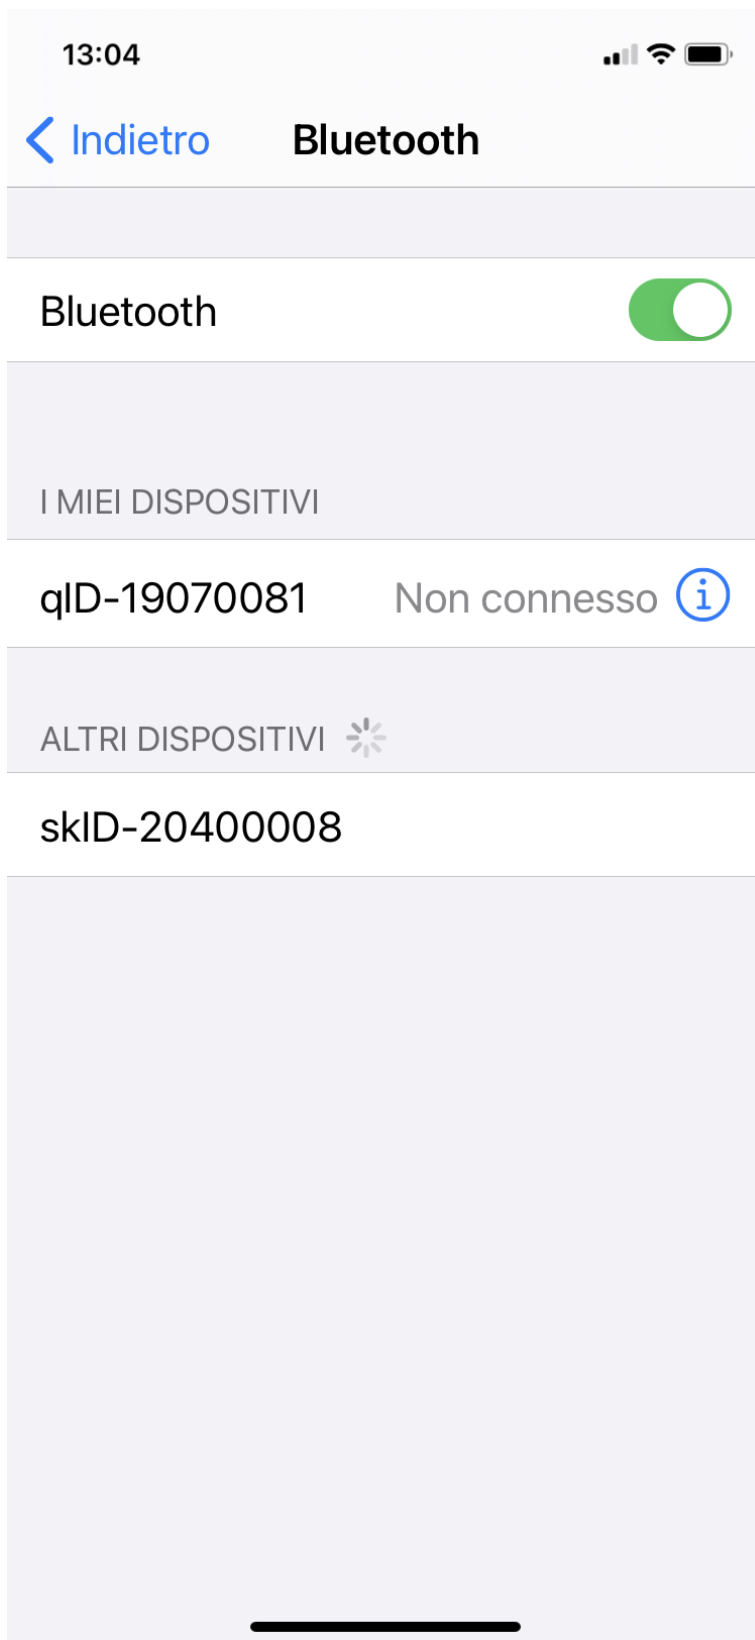 13:04
Indietro Bluetooth
Bluetooth
I MIEI DISPOSITIVI
qID-19070081 Non connesso
ALTRI DISPOSITIVI
skID-20400008